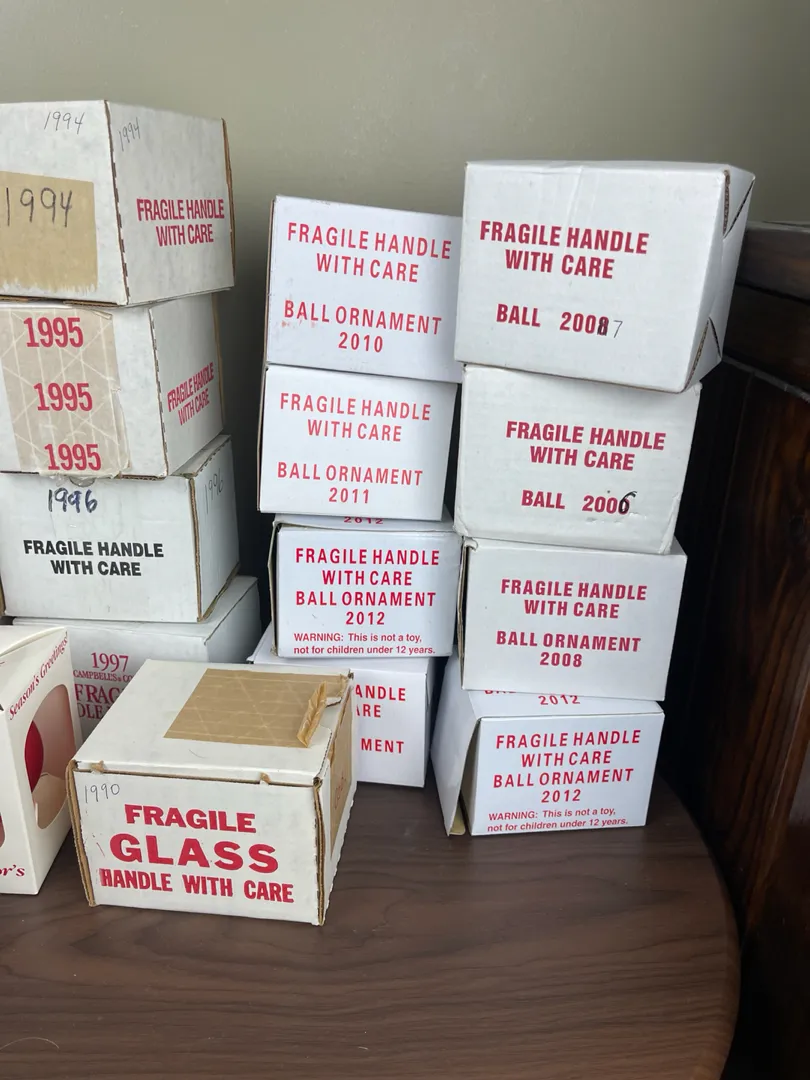 1994
1994
1994
FRAGILE HANDLE
WITH CARE
1995
1995
1995
FRAGILE HANDLE
WITH CARE
1996
1996
FRAGILE HANDLE
WITH CARE
1997
CAMPBELL'S
FRAG
Season's Greetings
1990
FRAGILE
GLASS
HANDLE WITH CARE
FRAGILE HANDLE
WITH CARE
BALL ORNAMENT
2010
FRAGILE HANDLE
WITH CARE
BALL ORNAMENT
2011
2012
FRAGILE HANDLE
WITH CARE
BALL ORNAMENT
2012
WARNING: This is not a toy,
not for children under 12 years.
ANDLE
ARE
MENT
FRAGILE HANDLE
WITH CARE
BALL 2008 7
FRAGILE HANDLE
WITH CARE
BALL 2006
FRAGILE HANDLE
WITH CARE
BALL ORNAMENT
2008
2012
FRAGILE HANDLE
WITH CARE
BALL ORNAMENT
2012
WARNING: This is not a toy,
not for children under 12 years.